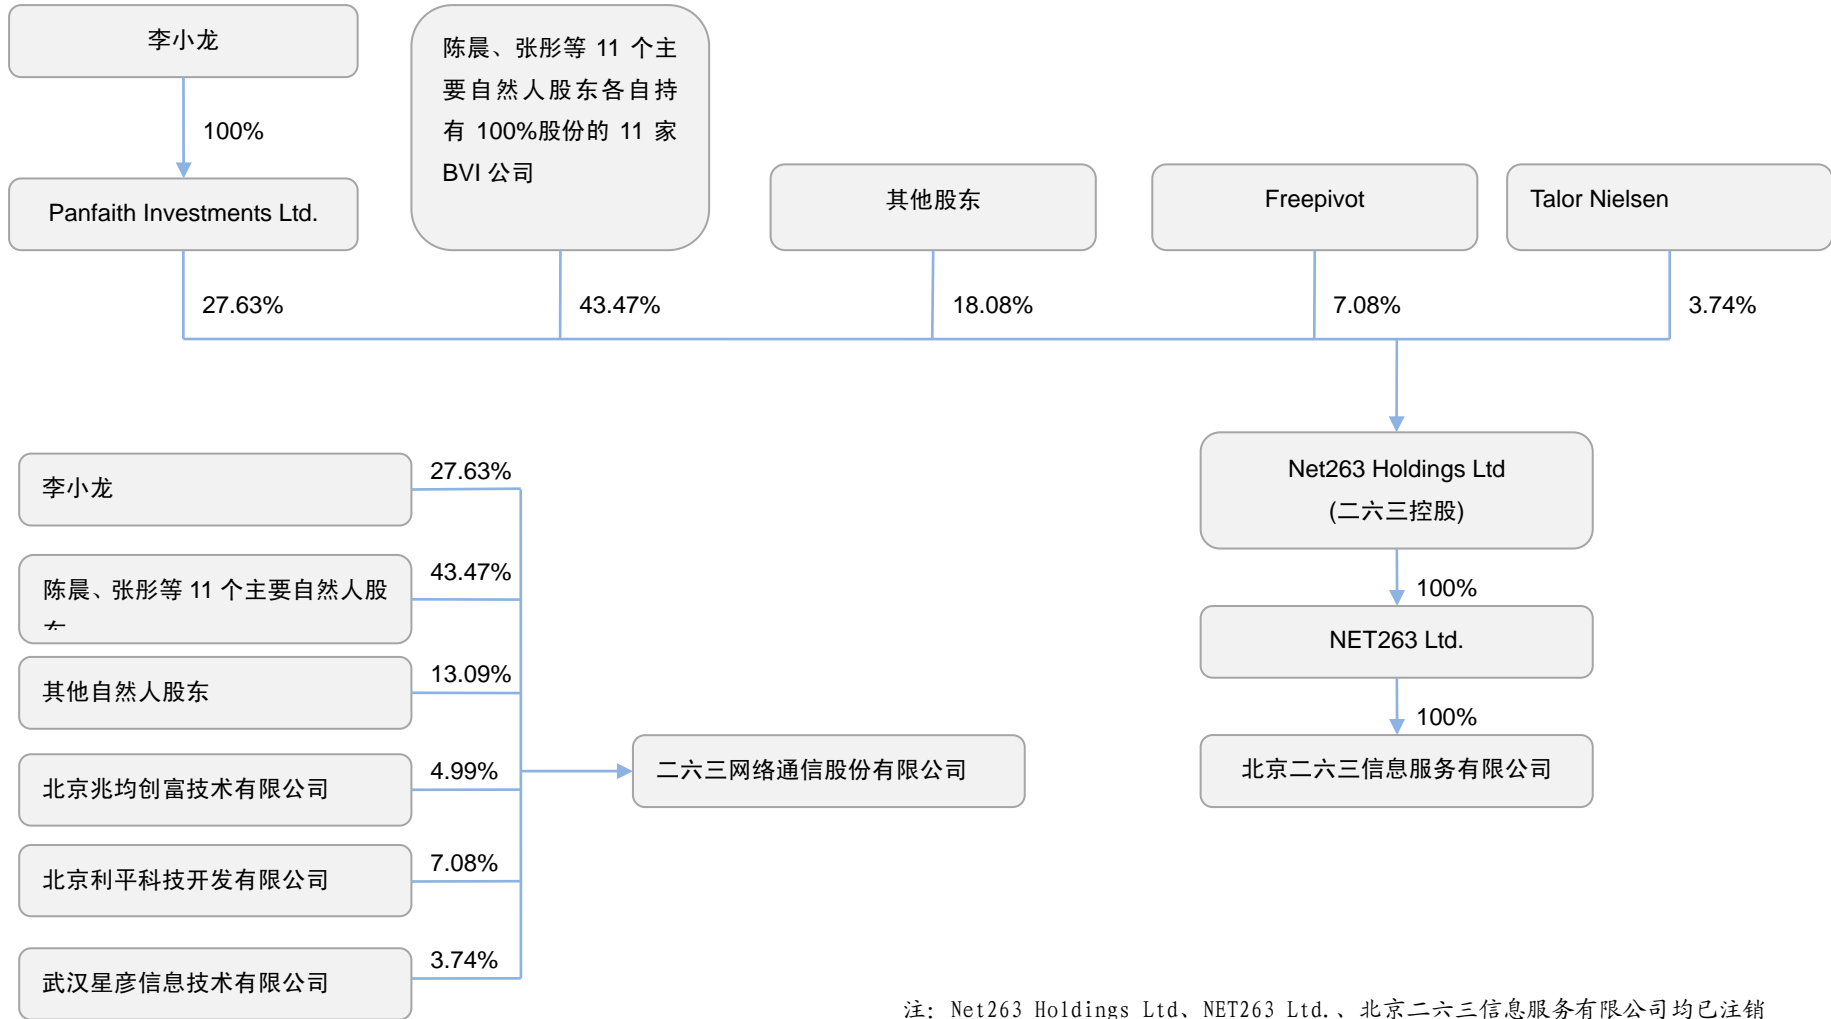 李小龙
100%
Panfaith Investments Ltd.
陈晨、张彤等 11 个主
要自然人股东各自持
有 100%股份的 11 家
BVI 公司
其他股东
Freepivot
Talor Nielsen
27.63%
43.47%
18.08%
7.08%
3.74%
Net263 Holdings Ltd
(二六三控股)
100%
NET263 Ltd.
100%
北京二六三信息服务有限公司
李小龙
27.63%
陈晨、张彤等 11 个主要自然人股
43.47%
其他自然人股东
13.09%
北京兆均创富技术有限公司
4.99%
北京利平科技开发有限公司
7.08%
武汉星彦信息技术有限公司
3.74%
二六三网络通信股份有限公司
注: Net263 Holdings Ltd、NET263 Ltd.、北京二六三信息服务有限公司均已注销